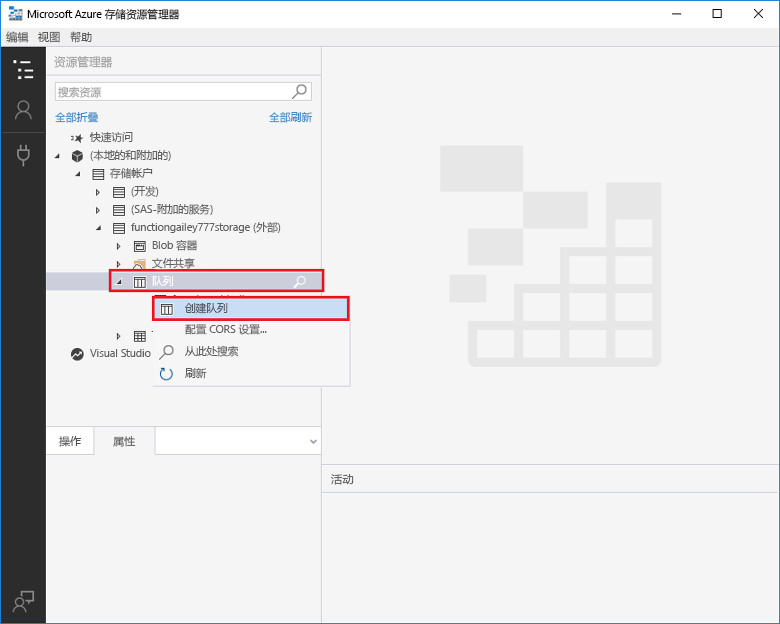 Microsoft Azure 存储资源管理器
编辑 视图 帮助
资源管理器
搜索资源
全部折叠 全部刷新
快速访问
(本地的和附加的)
存储帐户
(开发)
(SAS-附加的服务)
functiongailey777storage (外部)
Blob 容器
文件共享
队列
创建队列
配置 CORS 设置...
Visual Studio
从此处搜索
刷新
操作 属性
活动